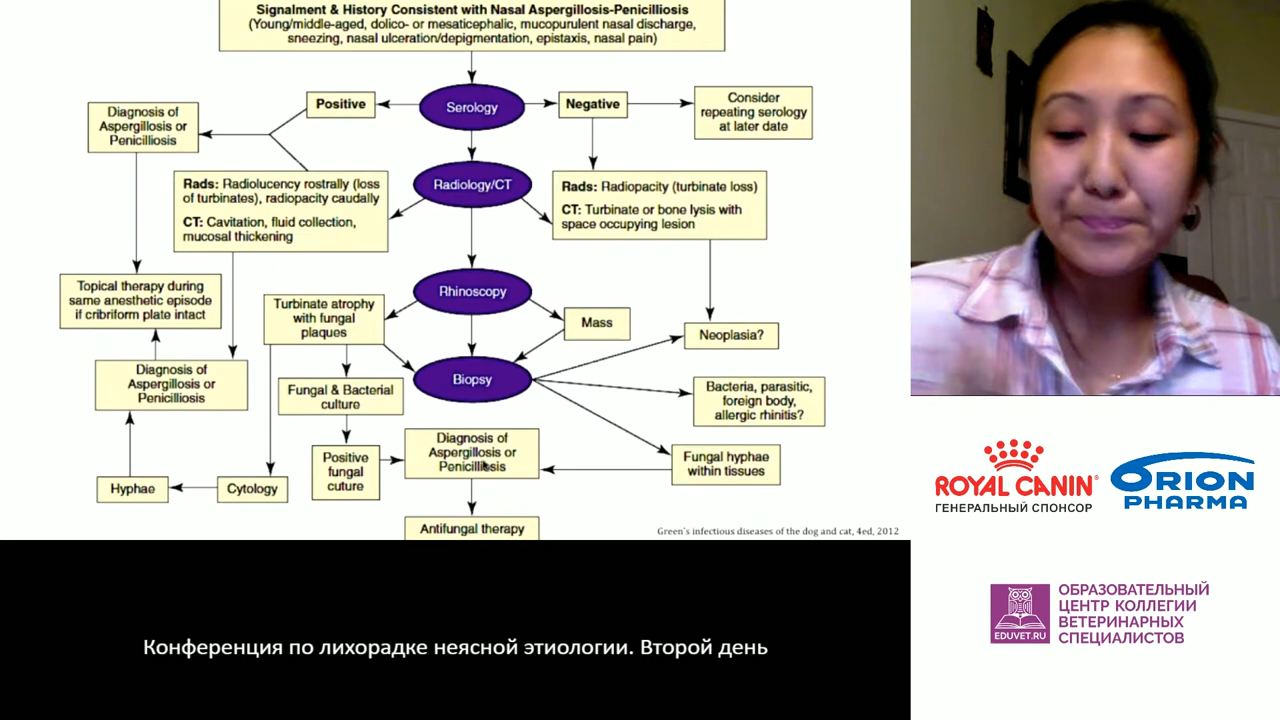 Signalment & History Consistent with Nasal Aspergillosis-Penicilliosis
(Young/middle-aged, dolico- or mesaticephalic, mucopurulent nasal discharge,
sneezing, nasal ulceration/depigmentation, epistaxis, nasal pain)
Positive
Serology
Negative
Consider
repeating serology
at later date
Diagnosis of
Aspergillosis or
Penicilliosis
Rads: Radiolucency rostrally (loss
of turbinates), radiopacity caudally
CT: Cavitation, fluid collection,
mucosal thickening
Radiology/CT
Rads: Radiopacity (turbinate loss)
CT: Turbinate or bone lysis with
space occupying lesion
Topical therapy during
same anesthetic episode
if cribriform plate intact
Turbinate atrophy
with fungal
plaques
Rhinoscopy
Mass
Neoplasia?
Diagnosis of
Aspergillosis or
Penicilliosis
Fungal & Bacterial
culture
Biopsy
Bacteria, parasitic,
foreign body,
allergic rhinitis?
Hyphae
Cytology
Positive
fungal
cuture
Diagnosis of
Aspergillosis or
Penicilliosis
Fungal hyphae
within tissues
Antifungal therapy
Green's infectious diseases of the dog and cat, 4ed, 2012
Конференция по лихорадке неясной этиологии. Второй день
ROYAL CANIN®
ГЕНЕРАЛЬНЫЙ СПОНСОР
ORION
PHARMA
EDUVET.RU
ОБРАЗОВАТЕЛЬНЫЙ
ЦЕНТР КОЛЛЕГИИ
ВЕТЕРИНАРНЫХ
СПЕЦИАЛИСТОВ